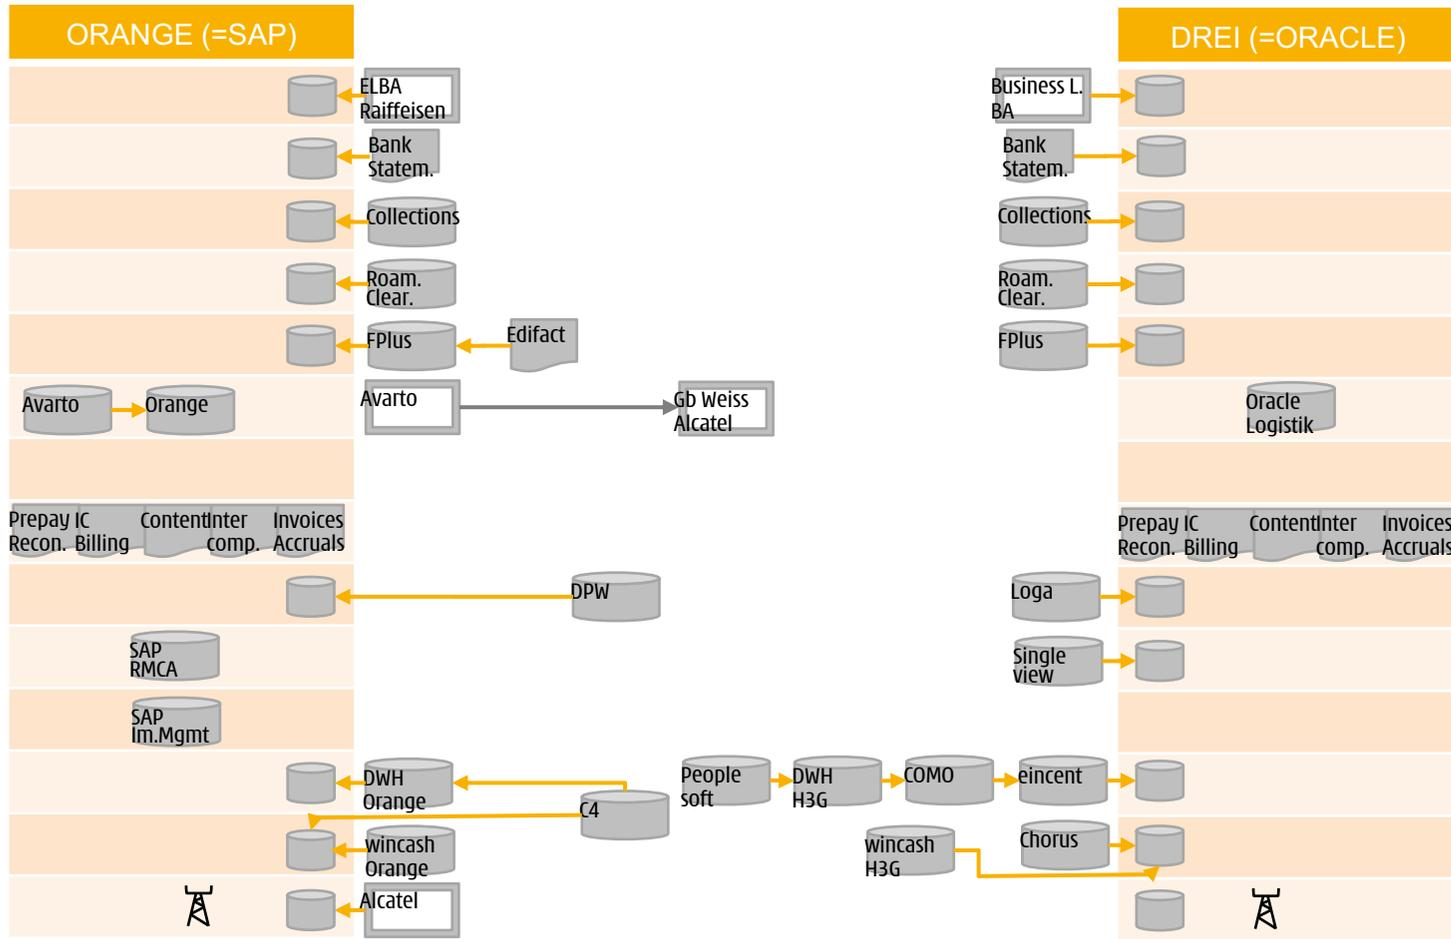 ORANGE (=SAP)
DREI (=ORACLE)
ELBA
Raiffeisen
Business L.
BA
Bank
Statem.
Bank
Statem.
Collections
Collections
Roam.
Clear.
Roam.
Clear.
FPlus
Edifact
FPlus
Avarto
Orange
Avarto
Gb Weiss
Alcatel
Oracle
Logistik
Prepay
Recon.
IC
Billing
Content
Inter
comp.
Invoices
Accruals
Prepay
Recon.
IC
Billing
Content
Inter
comp.
Invoices
Accruals
DPW
Loga
SAP
RMCA
Single
view
SAP
Im.Mgmt
DWH
Orange
C4
People
soft
DWH
H3G
COMO
eincent
wincash
Orange
wincash
H3G
Chorus
Alcatel